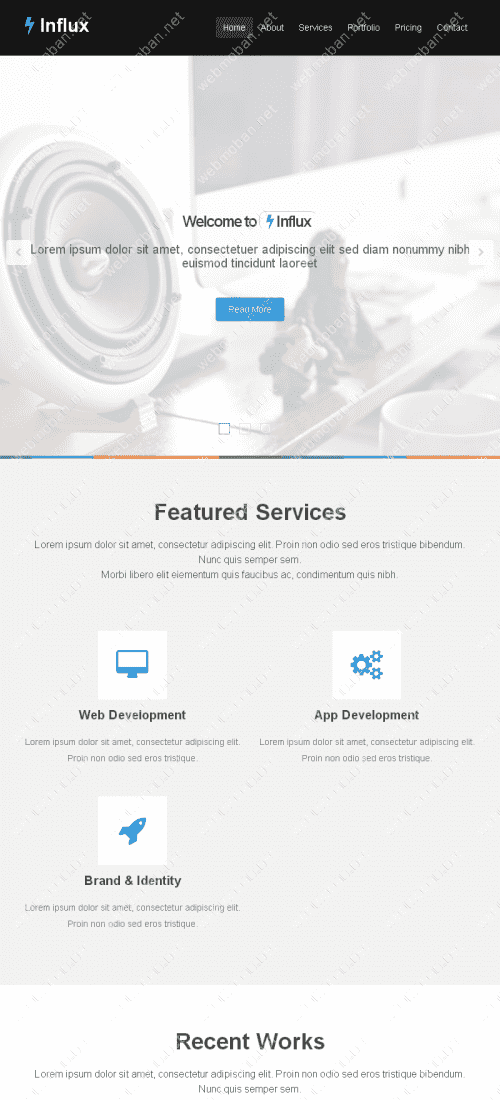 Influx
Home About Services Portfolio Pricing Contact
Welcome to Influx
Lorem ipsum dolor sit amet, consectetuer adipiscing elit sed diam nonummy nibh
euismod tincidunt laoreet
Read More
Featured Services
Lorem ipsum dolor sit amet, consectetur adipiscing elit. Proin non odio sed eros tristique bibendum.
Nunc quis semper sem.
Morbi libero elit elementum quis faucibus ac, condimentum quis nibh.
Web Development
Lorem ipsum dolor sit amet, consectetur adipiscing elit.
Proin non odio sed eros tristique.
App Development
Lorem ipsum dolor sit amet, consectetur adipiscing elit.
Proin non odio sed eros tristique.
Brand & Identity
Lorem ipsum dolor sit amet, consectetur adipiscing elit.
Proin non odio sed eros tristique.
Recent Works
Lorem ipsum dolor sit amet, consectetur adipiscing elit. Proin non odio sed eros tristique bibendum.
Nunc quis semper sem.
webmoban.net